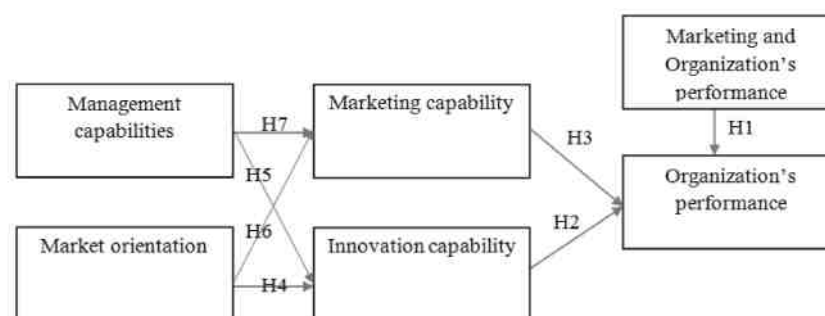 Marketing and
Organization's
performance
Management
capabilities
Marketing capability
H7
H3
H1
H5
Organization's
performance
H6
H2
Market orientation
Innovation capability
H4